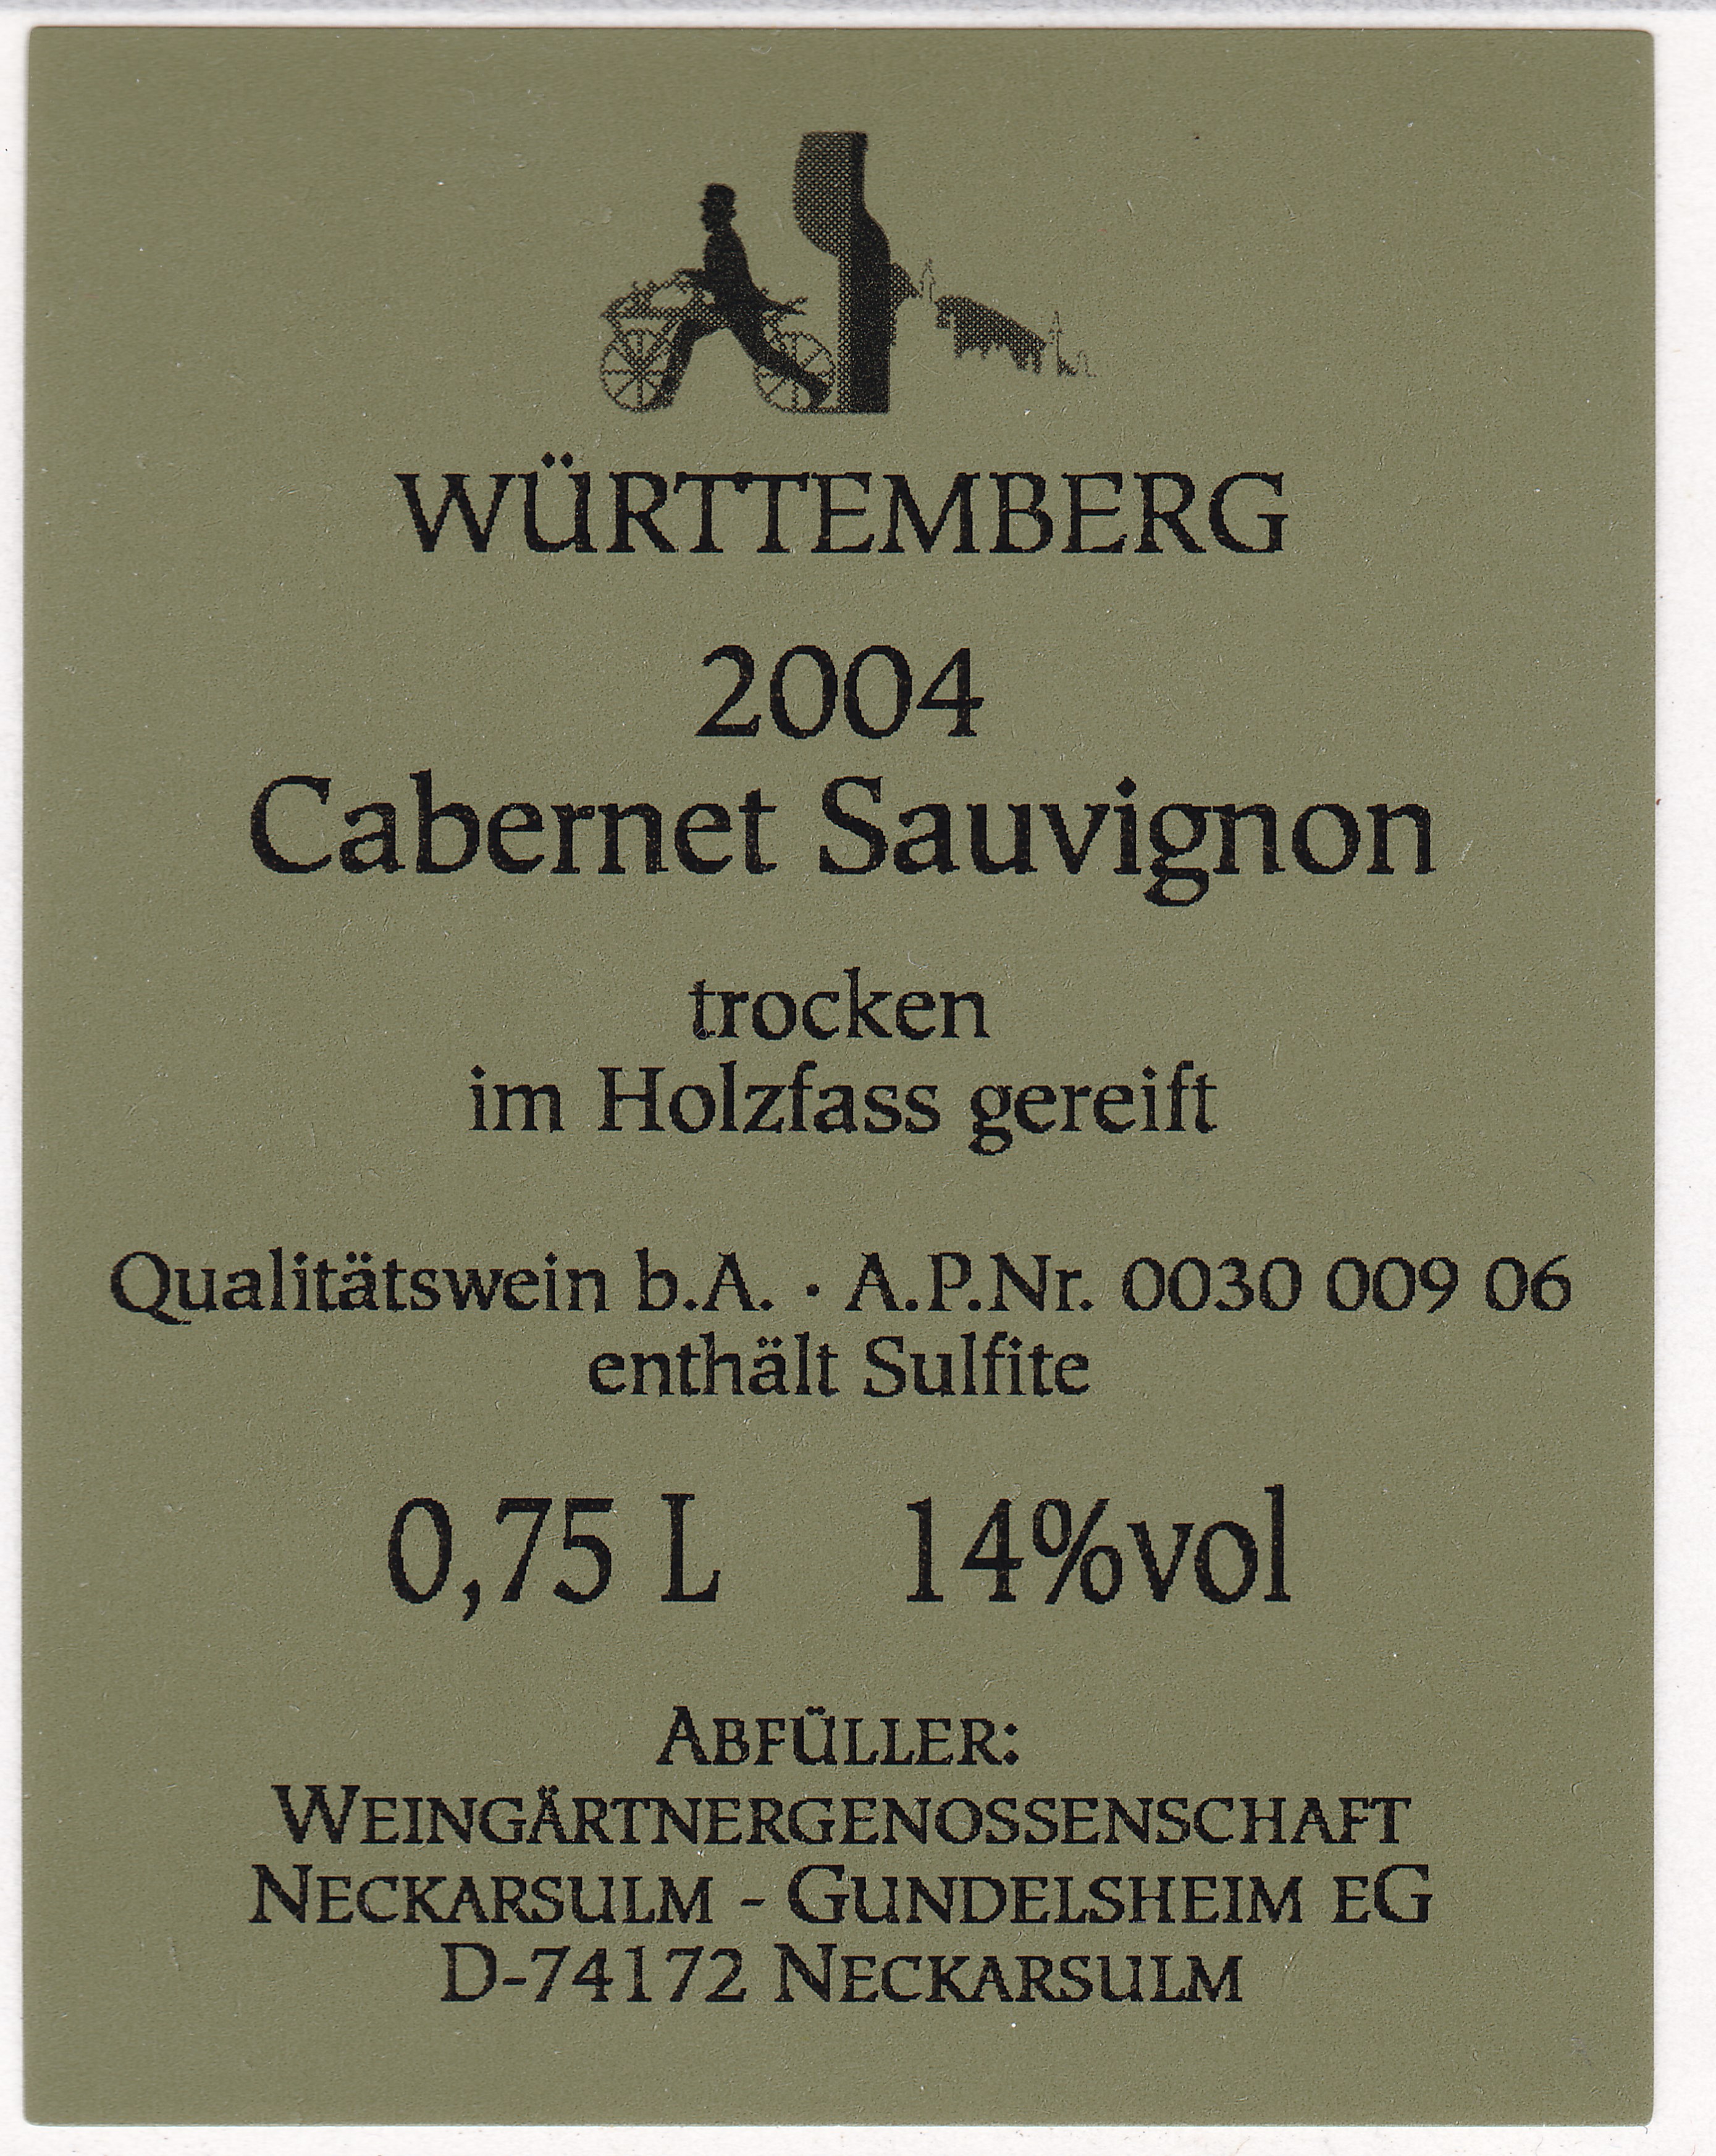 WÜRTTEMBERG
2004
Cabernet Sauvignon
trocken
im Holzfass gereift
Qualitätswein b.A. · A.P.Nr. 0030 009 06
enthält Sulfite
0,75 L 14%vol
ABFÜLLER:
WEINGÄRTNERGENOSSENSCHAFT
NECKARSULM - GUNDELSHEIM EG
D-74172 NECKARSULM